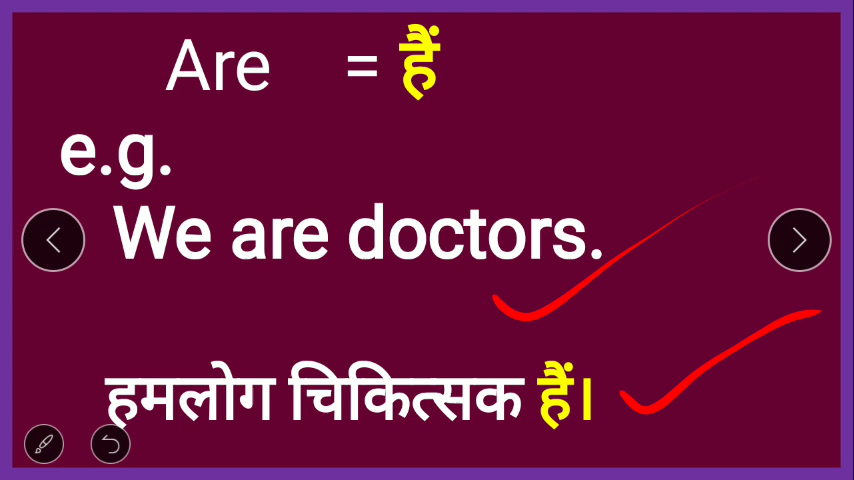 Are = हैं
e.g.
We are doctors.
हमलोग चिकित्सक हैं।